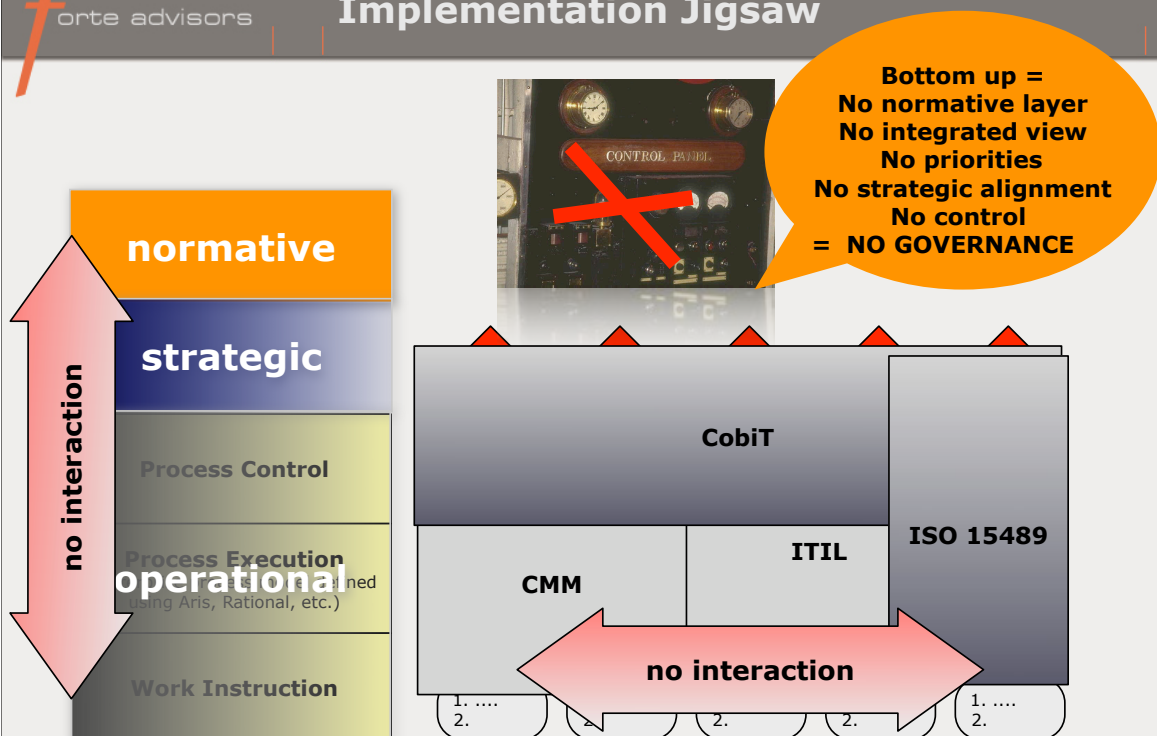 forte advisors
Implementation Jigsaw
Bottom up =
No normative layer
No integrated view
No priorities
No strategic alignment
No control
= NO GOVERNANCE
CONTROL PANEL
normative
strategic
no interaction
Process Control
Process Execution
operational
ned
using Aris, Rational, etc.)
Work Instruction
CobiT
ISO 15489
ITIL
CMM
no interaction
1. ....
2.
2.
2.
2.
1. ....
2.